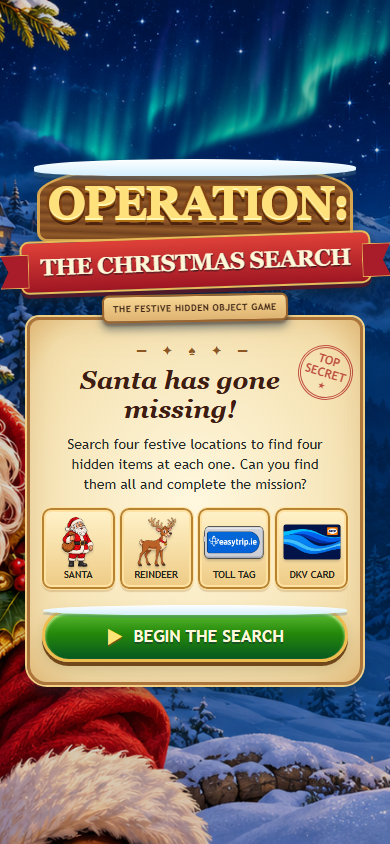 OPERATION:
THE CHRISTMAS SEARCH
THE FESTIVE HIDDEN OBJECT GAME
TOP
SECRET
Santa has gone
missing!
Search four festive locations to find four
hidden items at each one. Can you find
them all and complete the mission?
easytrip.ie
SANTA
REINDEER
TOLL TAG
DKV CARD
BEGIN THE SEARCH